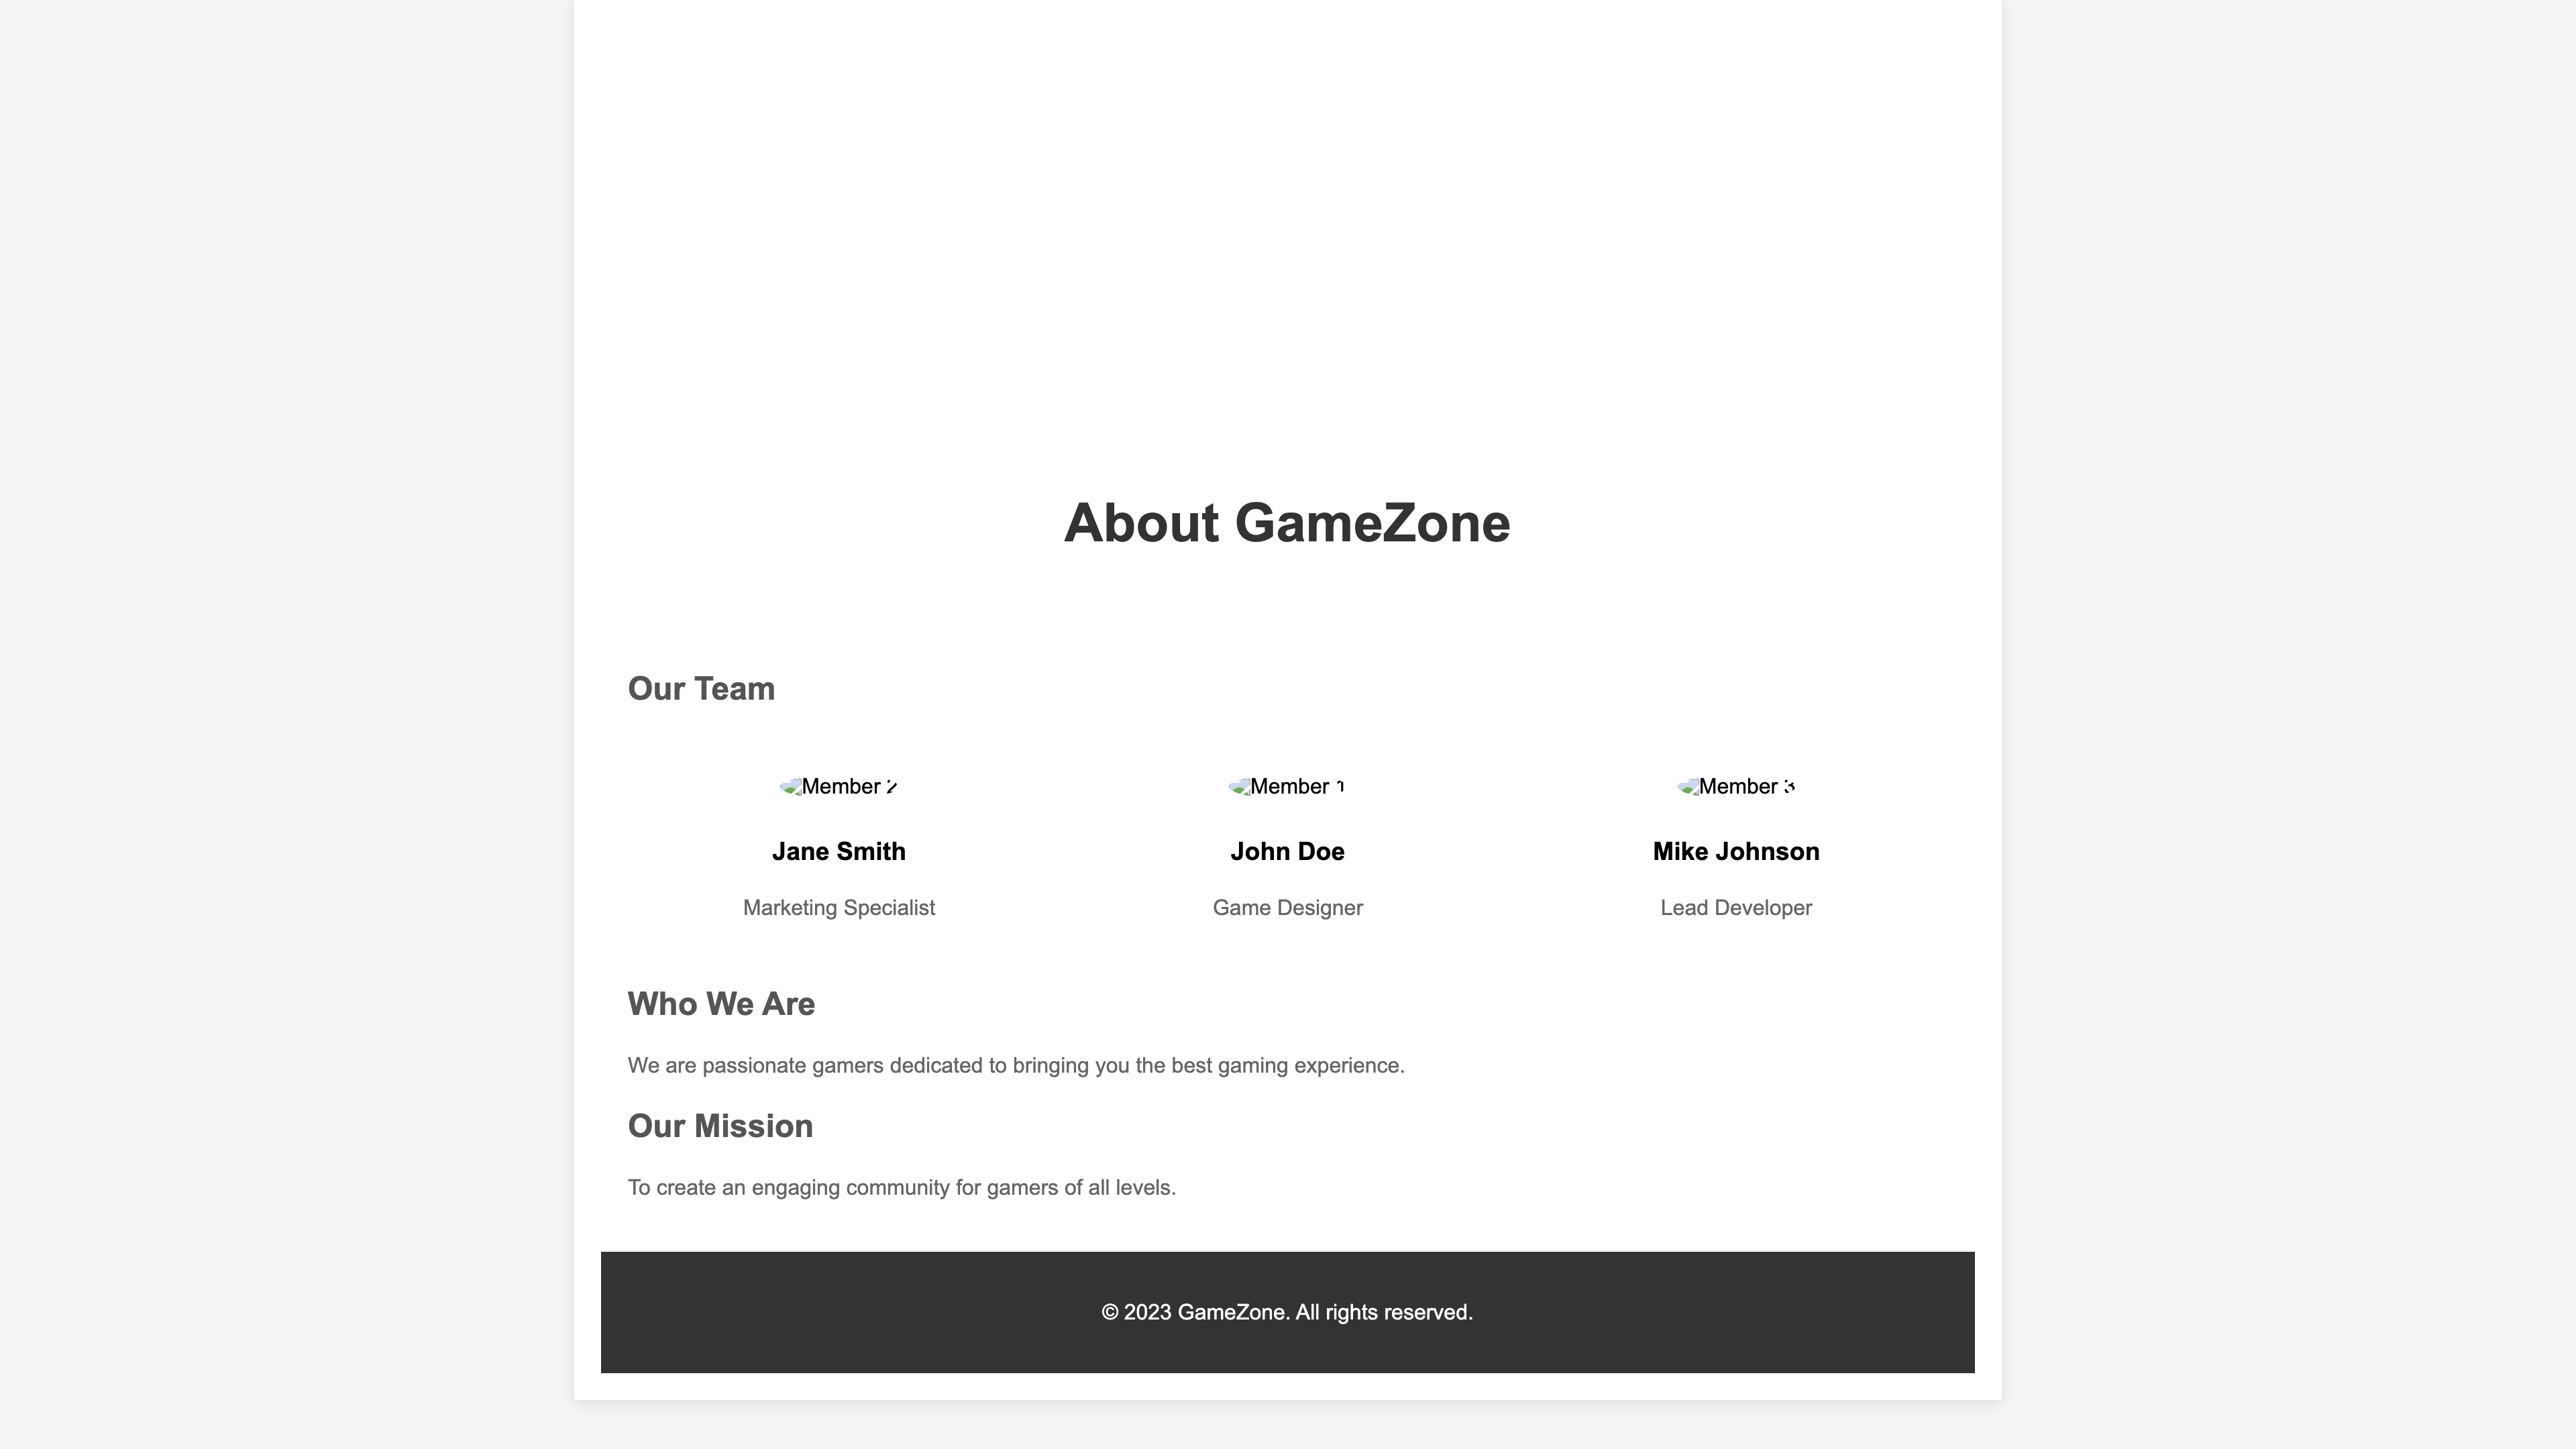 About GameZone
Our Team
Member 2
Member 1
Member 3
Jane Smith
John Doe
Mike Johnson
Marketing Specialist
Game Designer
Lead Developer
Who We Are
We are passionate gamers dedicated to bringing you the best gaming experience.
Our Mission
To create an engaging community for gamers of all levels.
© 2023 GameZone. All rights reserved.